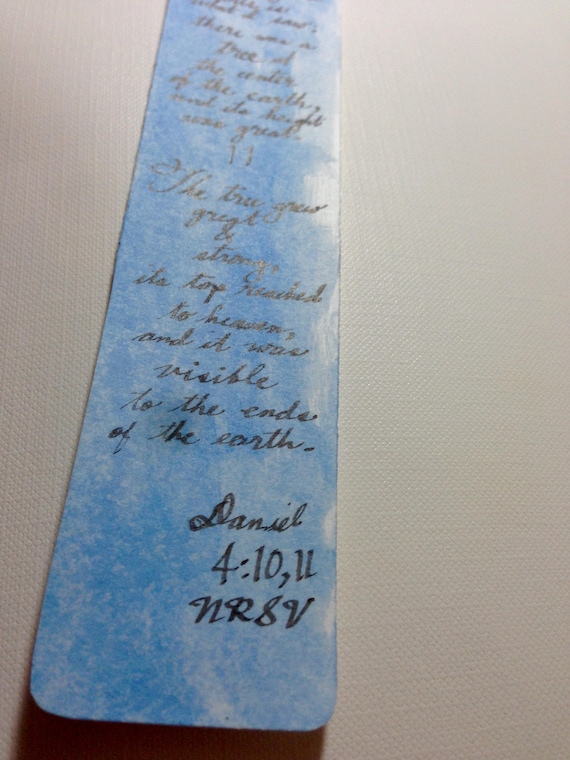 what I saw;
there was a
tree at
the center
of the earth,
and its height
was great.
11
The tree grew
great
&
strong,
its top reached
to heaven,
and it was
visible
to the ends
of the earth.
Daniel
4:10,11
NRSV